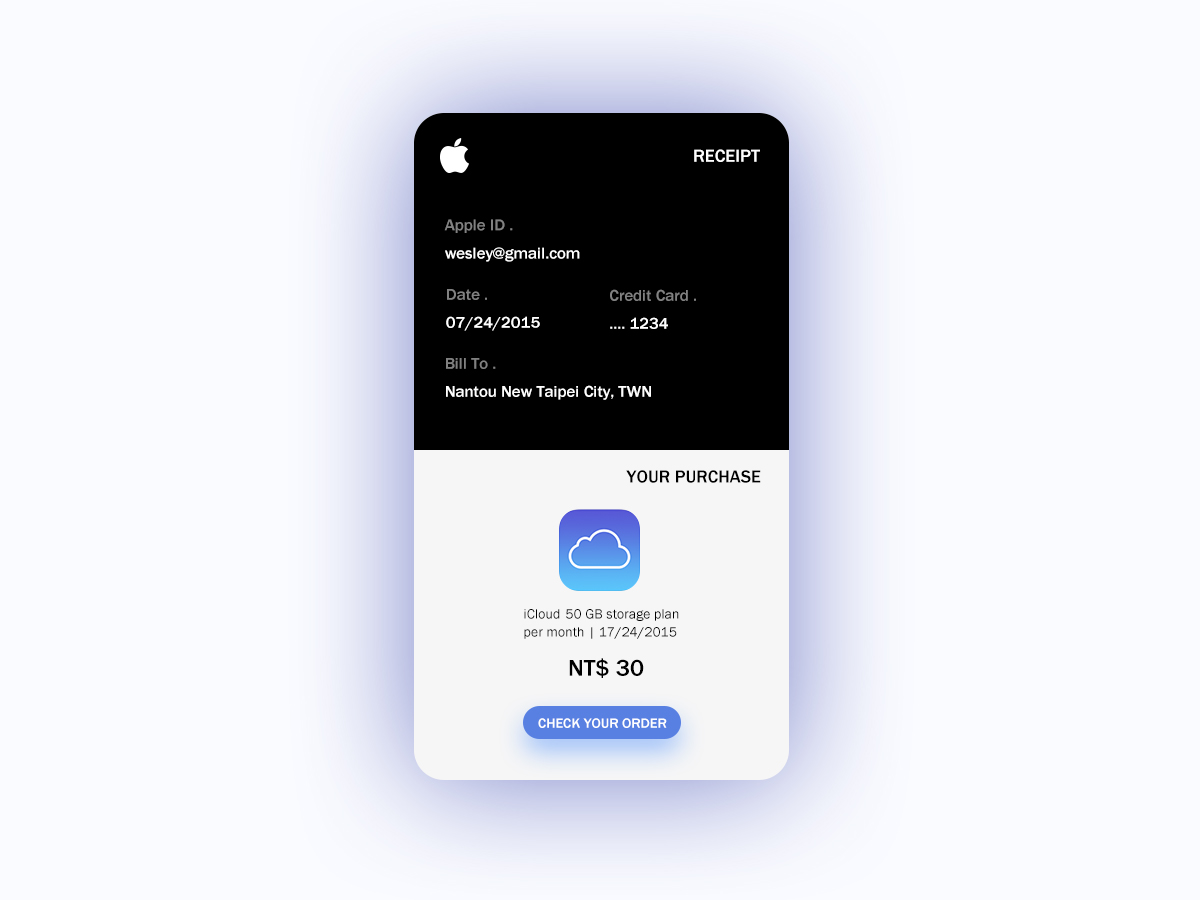 RECEIPT
Apple ID .
wesley@gmail.com
Date .
07/24/2015
Credit Card .
.... 1234
Bill To .
Nantou New Taipei City, TWN
YOUR PURCHASE
iCloud 50 GB storage plan
per month | 17/24/2015
NT$ 30
CHECK YOUR ORDER